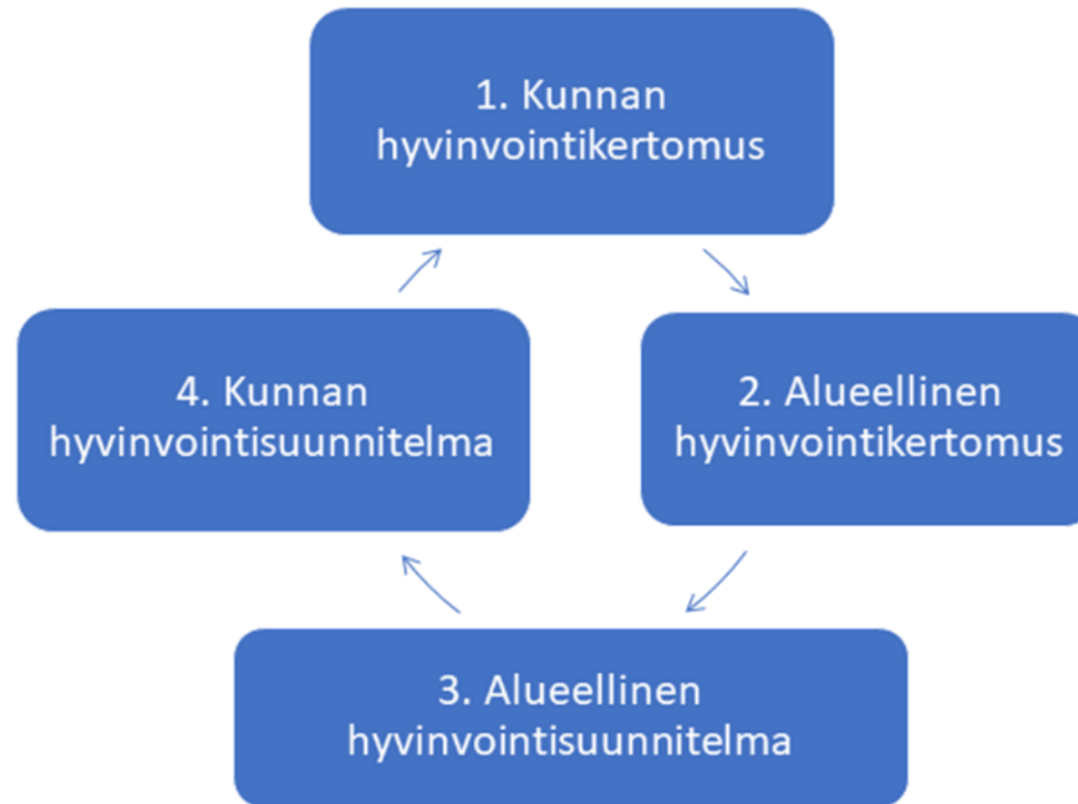 1. Kunnan
hyvinvointikertomus
2. Alueellinen
hyvinvointikertomus
3. Alueellinen
hyvinvointisuunnitelma
4. Kunnan
hyvinvointisuunnitelma